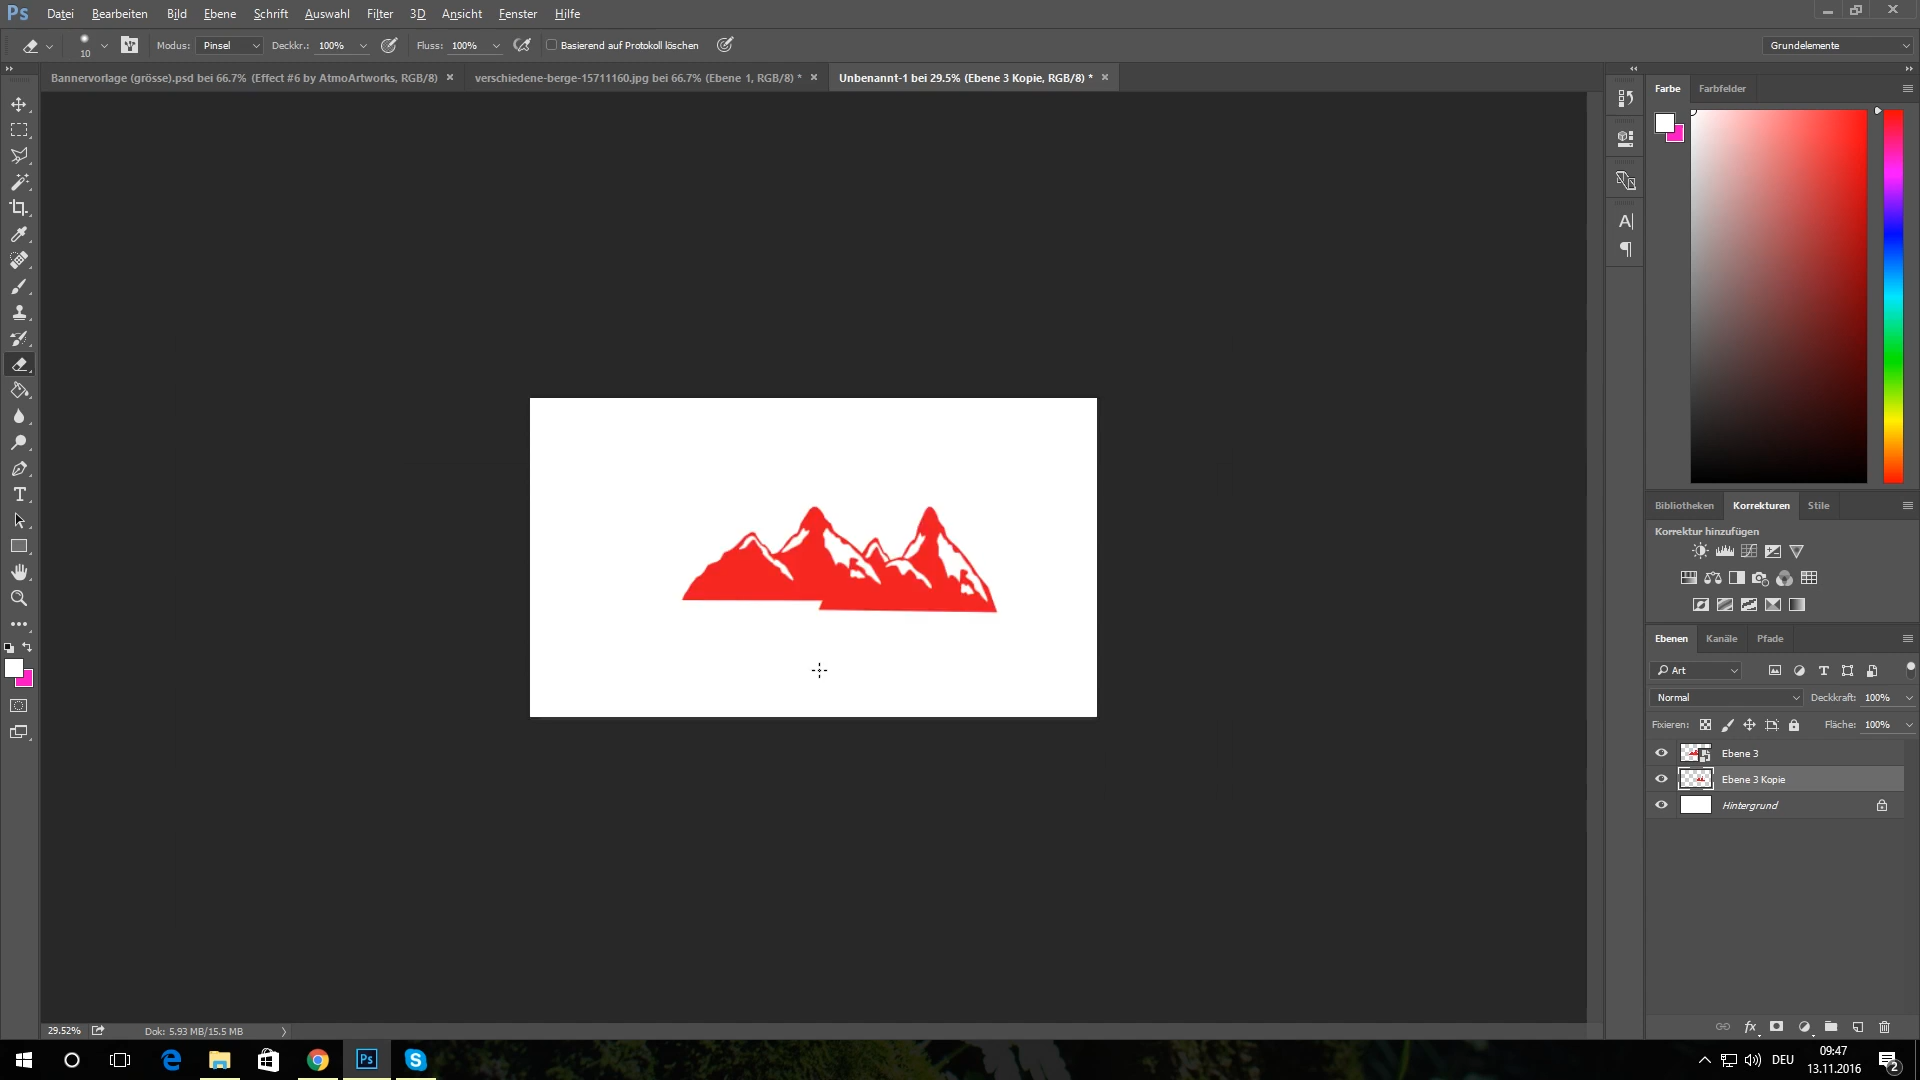 Ps Datei Bearbeiten Bild Ebene Schrift Auswahl Filter 3D Ansicht Fenster Hilfe
10 Modus: Pinsel Deckkr.: 100% Fluss: 100% Basierend auf Protokoll löschen Grundelemente
Bannervorlage (grösse).psd bei 66.7% (Effect #6 by AtmoArtworks, RGB/8) × verschiedene-berge-15711160.jpg bei 66.7% (Ebene 1, RGB/8) * × Unbenannt-1 bei 29.5% (Ebene 3 Kopie, RGB/8) * ×
Farbe Farbfelder
Bibliotheken Korrekturen Stile
Korrektur hinzufügen
Ebenen Kanäle Pfade
Art
Normal Deckkraft: 100%
Fixieren: Fläche: 100%
Ebene 3
Ebene 3 Kopie
Hintergrund
29.52% Dok: 5.93 MB/15.5 MB
Ps DEU 09:47
13.11.2016 2